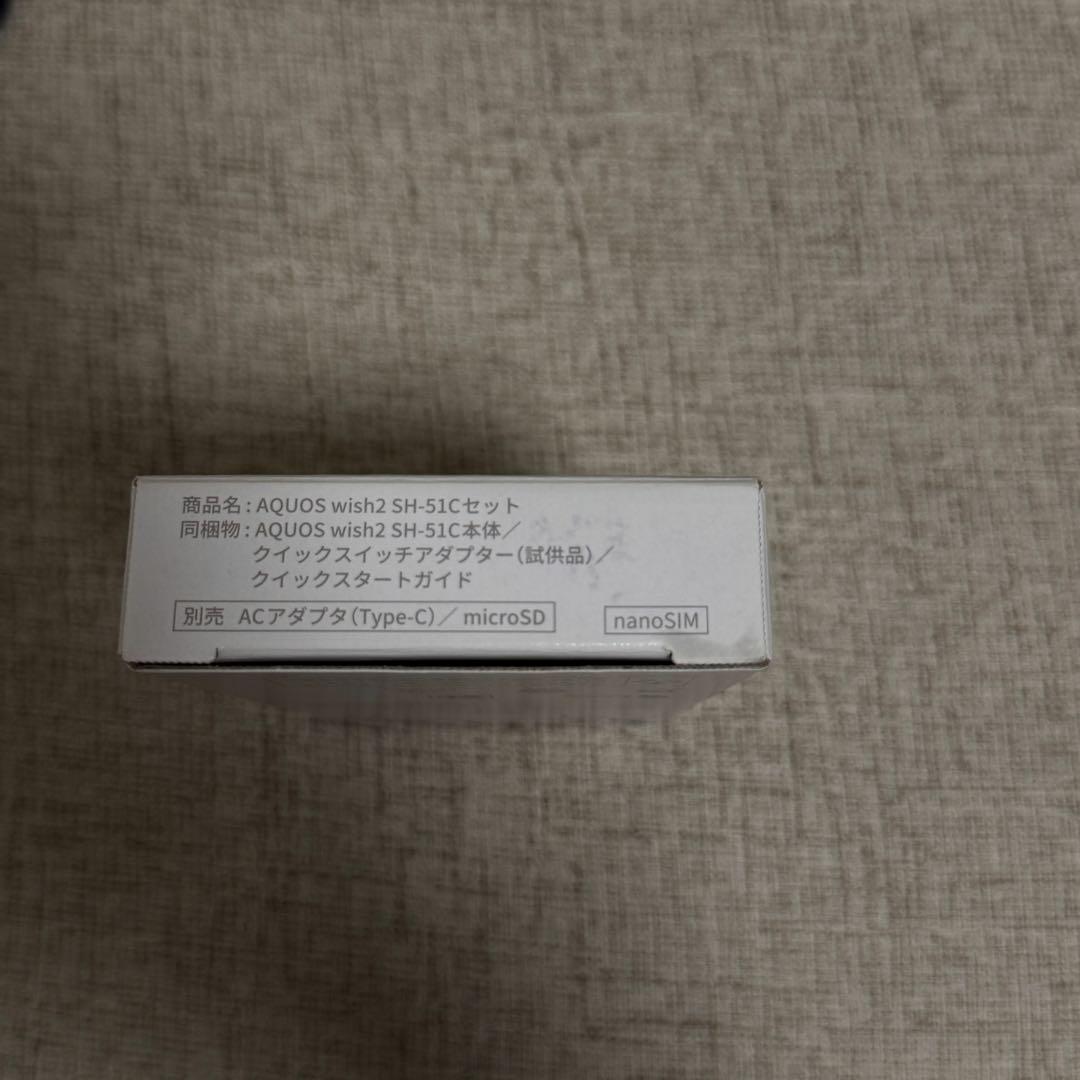 商品名：AQUOS wish2 SH-51Cセット
同梱物：AQUOS wish2 SH-51C本体／
クイックスイッチアダプター（試供品）／
クイックスタートガイド
別売 ACアダプタ（Type-C）／ microSD
nanoSIM